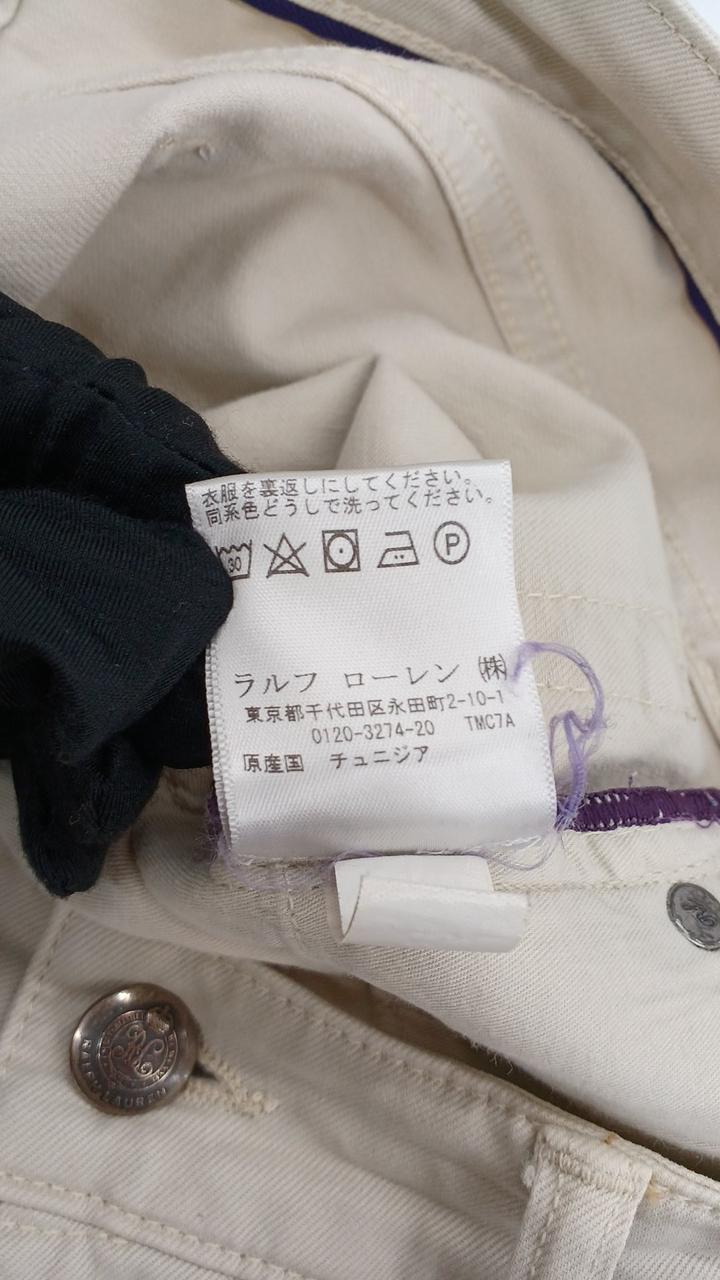 衣服を裏返しにしてください。
同系色どうしで洗ってください。
30
P
ラルフ ローレン ㈱
東京都千代田区永田町2-10-1
0120-3274-20 TMC7A
原産国 チュニジア
RALPH LAUREN